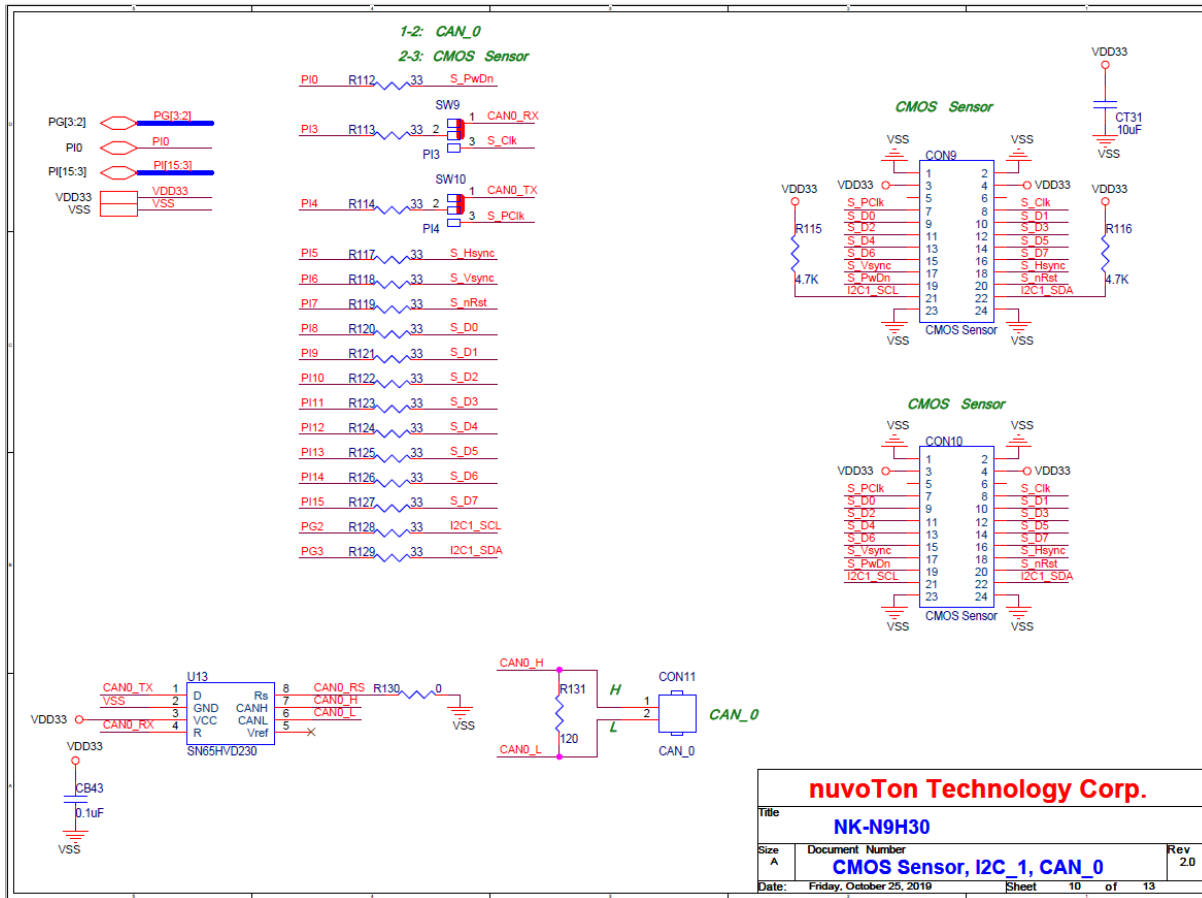 1-2: CAN_0
2-3: CMOS Sensor
PG[3:2] PG[3:2]
PI0 PI0
PI[15:3] PI[15:3]
VDD33 VDD33
VSS VSS
PI0 R112 33 S_PwDn
SW9
PI3 R113 33 2 1 CAN0_RX
3 S_Clk
PI3
SW10
PI4 R114 33 2 1 CAN0_TX
3 S_PClk
PI4
PI5 R117 33 S_Hsync
PI6 R118 33 S_Vsync
PI7 R119 33 S_nRst
PI8 R120 33 S_D0
PI9 R121 33 S_D1
PI10 R122 33 S_D2
PI11 R123 33 S_D3
PI12 R124 33 S_D4
PI13 R125 33 S_D5
PI14 R126 33 S_D6
PI15 R127 33 S_D7
PG2 R128 33 I2C1_SCL
PG3 R129 33 I2C1_SDA
VDD33
CT31
10uF
VSS
CMOS Sensor
VSS VSS
CON9
1 2
VDD33 3 4 VDD33
5 6
S_PClk 7 8 S_Clk
S_D0 9 10 S_D1
S_D2 11 12 S_D3
S_D4 13 14 S_D5
S_D6 15 16 S_D7
S_Vsync 17 18 S_Hsync
S_PwDn 19 20 S_nRst
I2C1_SCL 21 22 I2C1_SDA
23 24
VSS CMOS Sensor VSS
VDD33
R115
4.7K
VDD33
R116
4.7K
CMOS Sensor
VSS VSS
CON10
1 2
VDD33 3 4 VDD33
5 6
S_PClk 7 8 S_Clk
S_D0 9 10 S_D1
S_D2 11 12 S_D3
S_D4 13 14 S_D5
S_D6 15 16 S_D7
S_Vsync 17 18 S_Hsync
S_PwDn 19 20 S_nRst
I2C1_SCL 21 22 I2C1_SDA
23 24
VSS CMOS Sensor VSS
U13
CAN0_TX 1 D Rs 8 CAN0_RS R130 0
VSS 2 GND CANH 7 CAN0_H
VDD33 3 VCC CANL 6 CAN0_L
CAN0_RX 4 R Vref 5
SN65HVD230
VSS
VDD33
CB43
0.1uF
VSS
CAN0_H
R131
120
CAN0_L
H
L
CON11
1
2
CAN_0
CAN_0
nuvoTon Technology Corp.
Title
NK-N9H30
Size
A
Document Number
CMOS Sensor, I2C_1, CAN_0
Rev
2.0
Date: Friday, October 25, 2019 Sheet 10 of 13